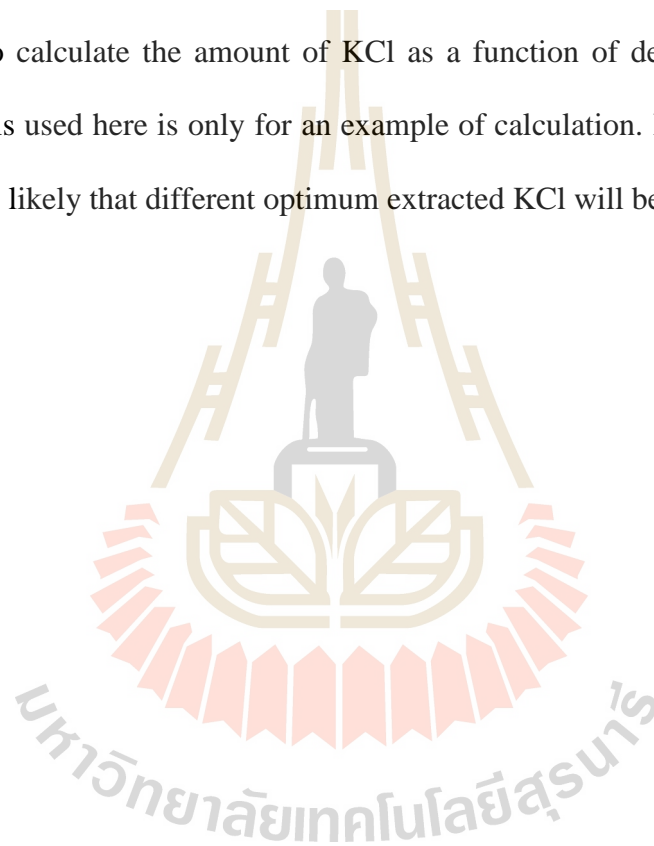 calculate the amount of KCl as a function of
used here is only for an example of calculation.
likely that different optimum extracted KCl will be
มหาวิทยาลัยเทคโนโลยีสุรนารี